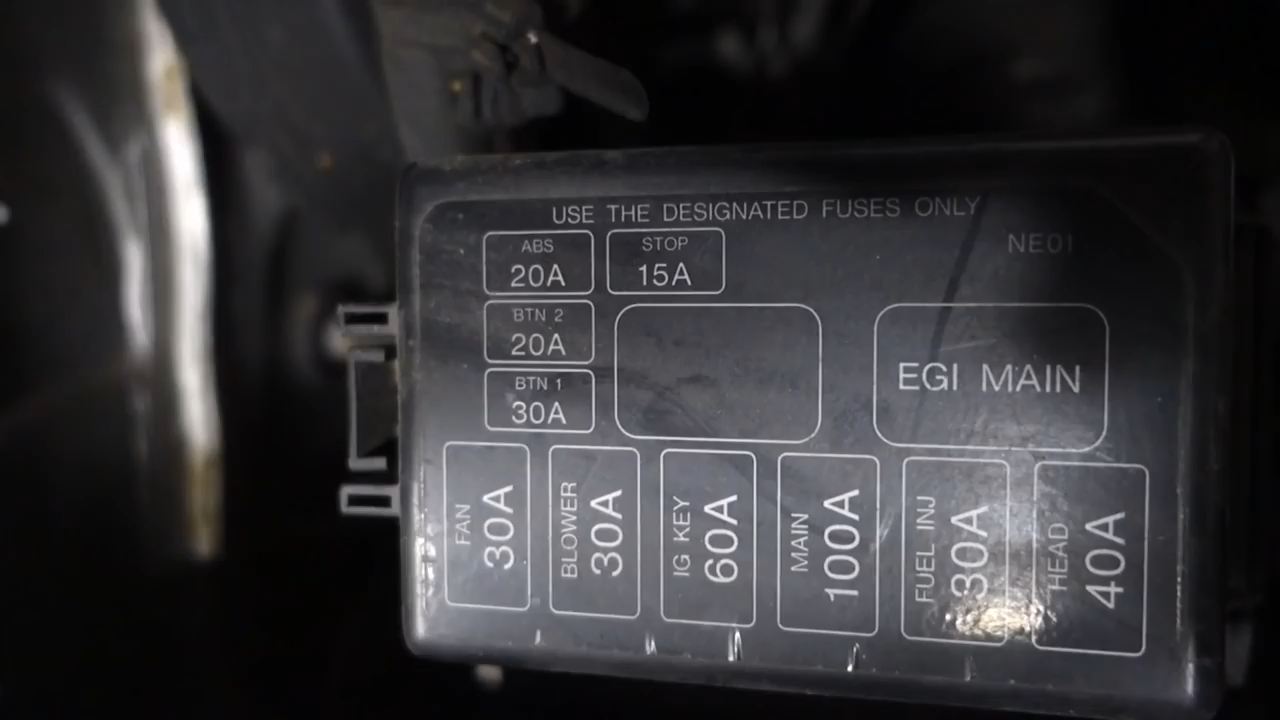 USE THE DESIGNATED FUSES ONLY
NE01
ABS
20A
STOP
15A
BTN 2
20A
BTN 1
30A
EGI MAIN
FAN
30A
BLOWER
30A
IG KEY
60A
MAIN
100A
FUEL INJ
30A
HEAD
40A